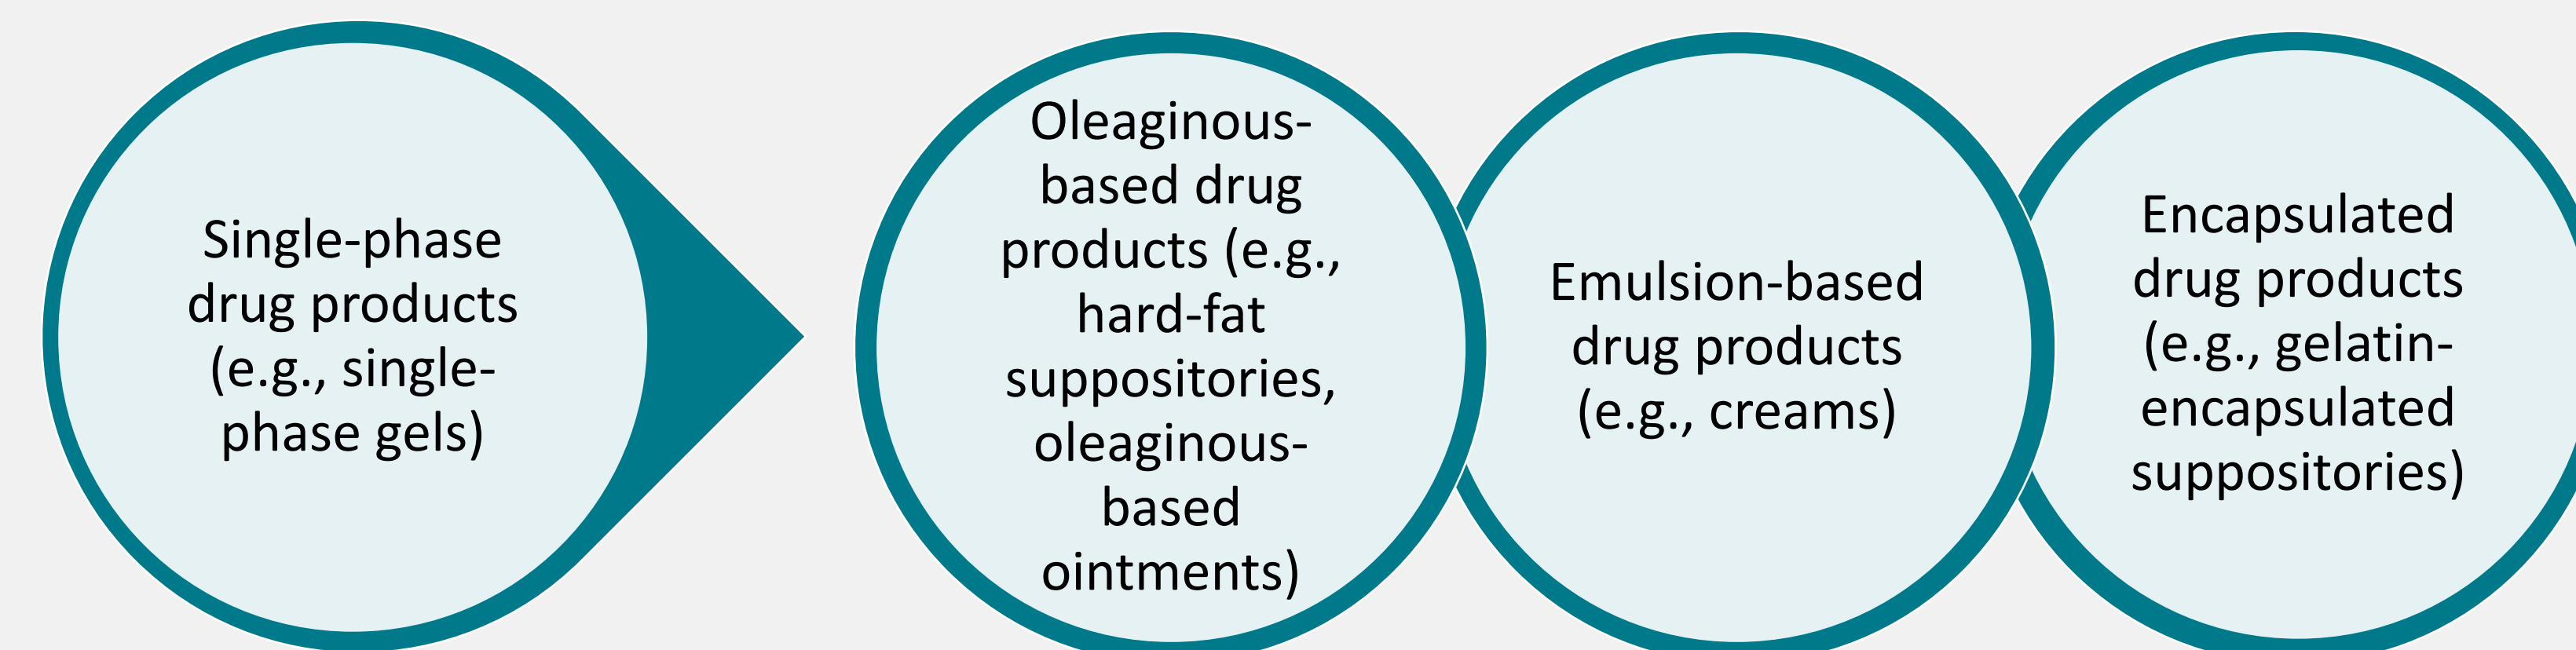 Single-phase
drug products
(e.g., single-
phase gels)
Oleaginous-
based drug
products (e.g.,
hard-fat
suppositories,
oleaginous-
based
ointments)
Emulsion-based
drug products
(e.g., creams)
Encapsulated
drug products
(e.g., gelatin-
encapsulated
suppositories)